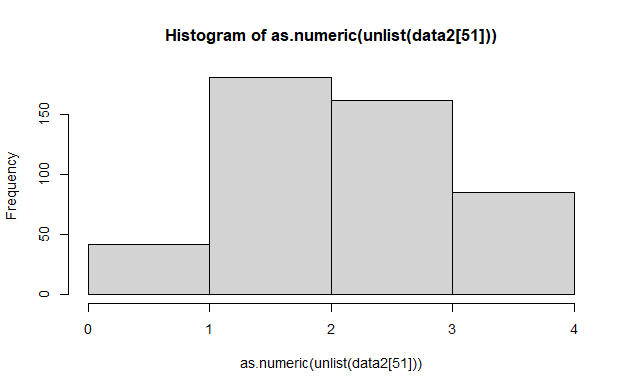 Histogram of as.numeric(unlist(data2[51]))
Frequency
150
100
50
0
0 1 2 3 4
as.numeric(unlist(data2[51]))